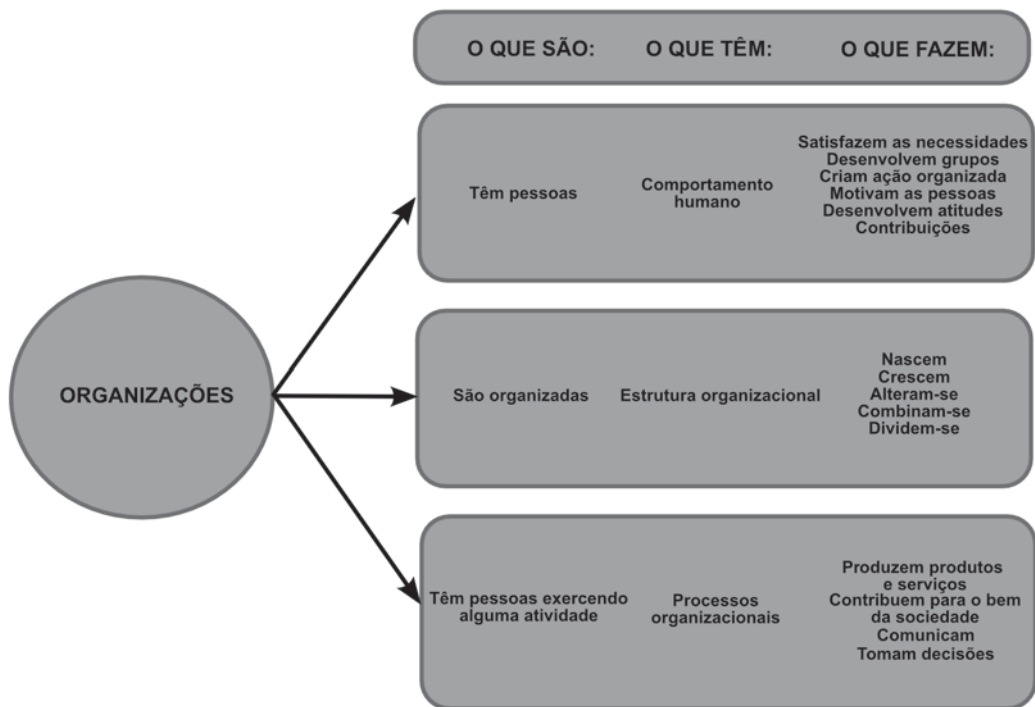 O QUE SÃO: O QUE TÊM: O QUE FAZEM:
ORGANIZAÇÕES
Têm pessoas
Comportamento
humano
Satisfazem as necessidades
Desenvolvem grupos
Criam ação organizada
Motivam as pessoas
Desenvolvem atitudes
Contribuições
São organizadas
Estrutura organizacional
Nascem
Crescem
Alteram-se
Combinam-se
Dividem-se
Têm pessoas exercendo
alguma atividade
Processos
organizacionais
Produzem produtos
e serviços
Contribuem para o bem
da sociedade
Comunicam
Tomam decisões